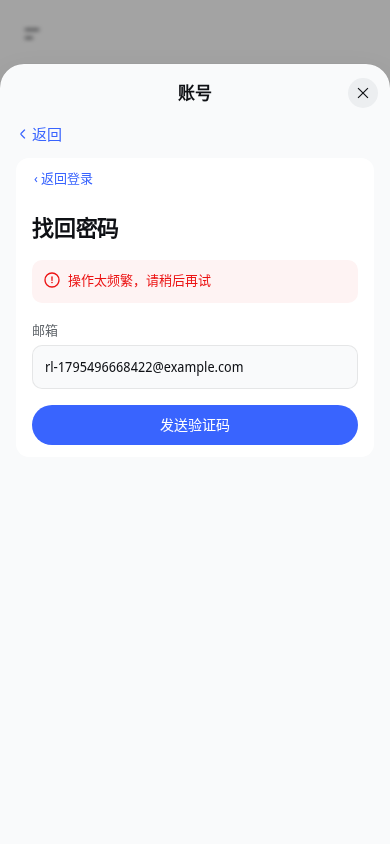 账号
返回
‹ 返回登录
找回密码
操作太频繁，请稍后再试
邮箱
rl-1795496668422@example.com
发送验证码